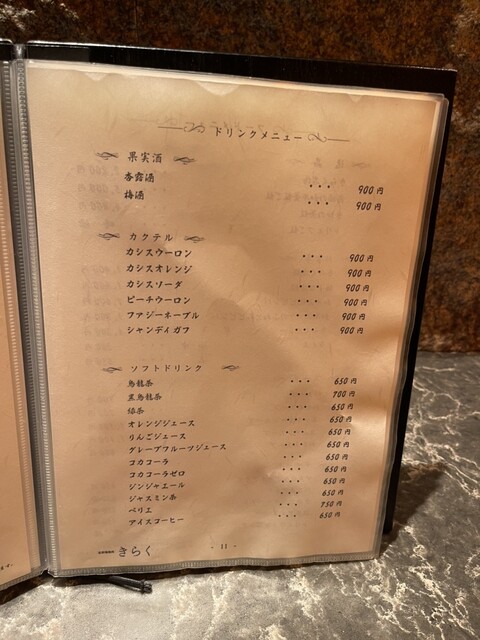 ドリンクメニュー
果実酒
杏露酒 ・・・ 900円
梅酒 ・・・ 900円
カクテル
カシスウーロン ・・・ 900円
カシスオレンジ ・・・ 900円
カシスソーダ ・・・ 900円
ピーチウーロン ・・・ 900円
ファジーネーブル ・・・ 900円
シャンディガフ ・・・ 900円
ソフトドリンク
烏龍茶 ・・・ 650円
黒烏龍茶 ・・・ 700円
緑茶 ・・・ 650円
オレンジジュース ・・・ 650円
りんごジュース ・・・ 650円
グレープフルーツジュース ・・・ 650円
コカコーラ ・・・ 650円
コカコーラゼロ ・・・ 650円
ジンジャエール ・・・ 650円
ジャスミン茶 ・・・ 650円
ペリエ ・・・ 750円
アイスコーヒー ・・・ 650円
きらく
- 11 -